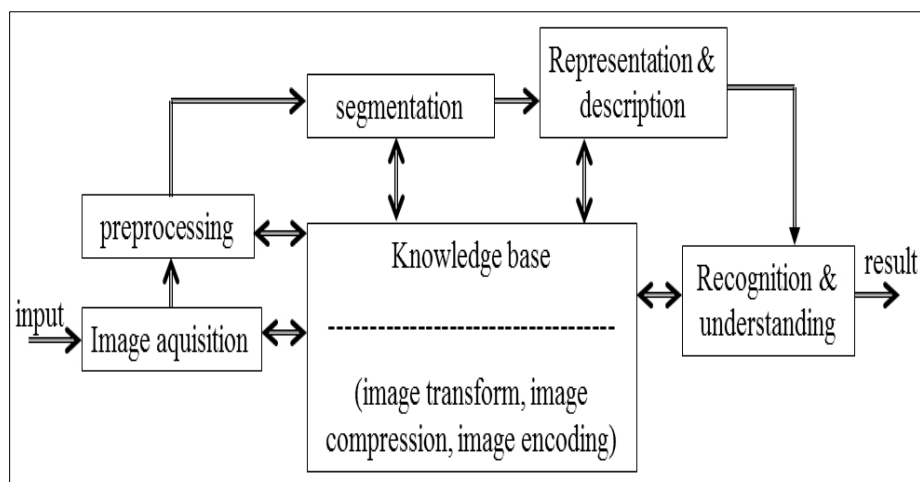 Representation &
description
segmentation
preprocessing
Knowledge base
Recognition &
understanding
result
input
Image aquisition
(image transform, image
compression, image encoding)